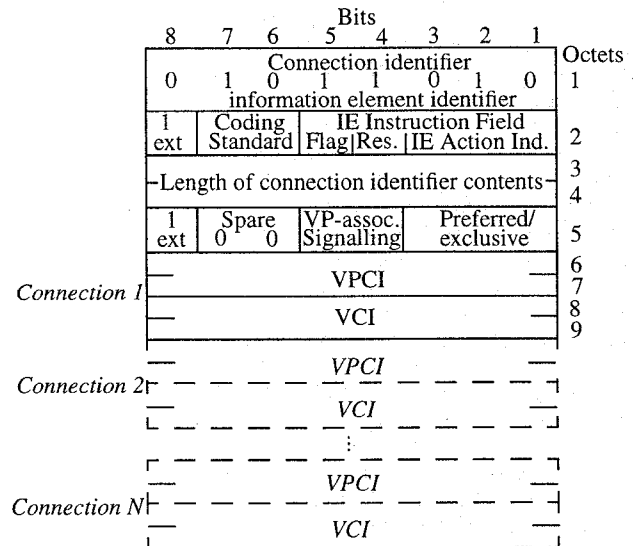 Bits
8 7 6 5 4 3 2 1
Octets
Connection identifier
0 1 0 1 1 0 1 0 1
information element identifier
1 Coding IE Instruction Field
ext Standard Flag Res. IE Action Ind. 2
3
Length of connection identifier contents
4
1 Spare VP-assoc. Preferred/
ext 0 0 Signalling exclusive 5
6
VPCI
7
Connection 1
8
VCI
9
VPCI
Connection 2
VCI
VPCI
Connection N
VCI